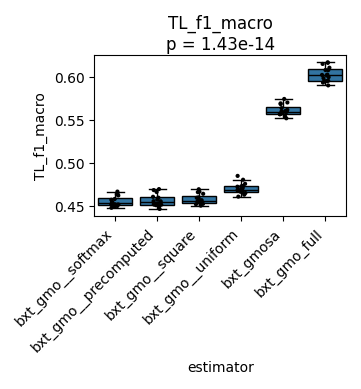 TL_f1_macro
p = 1.43e-14
TL_f1_macro
0.60
0.55
0.50
0.45
bxt_gmo__softmax
bxt_gmo__precomputed
bxt_gmo__square
bxt_gmo__uniform
bxt_gmosa
bxt_gmo_full
estimator